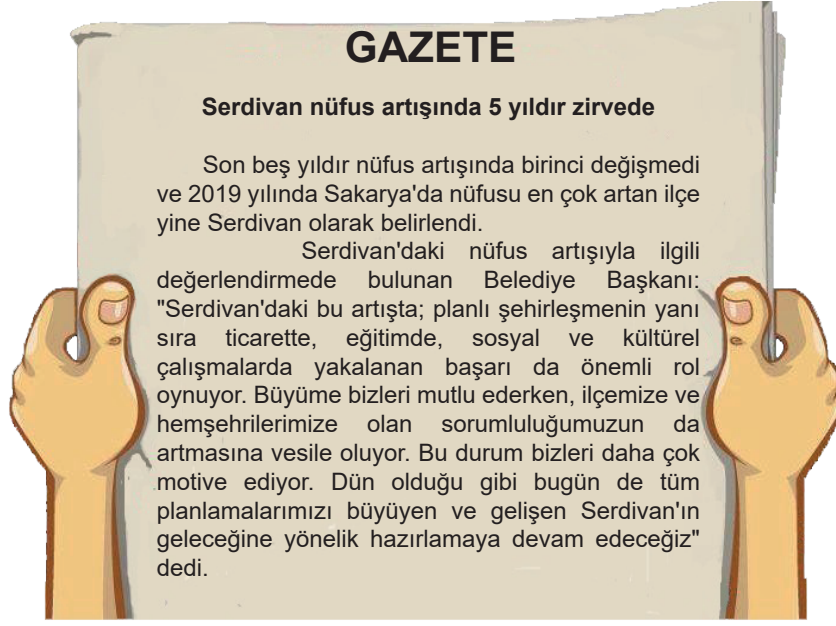 GAZETE
Serdivan nüfus artışında 5 yıldır zirvede
Son beş yıldır nüfus artışında birinci değişmedi
ve 2019 yılında Sakarya'da nüfusu en çok artan ilçe
yine Serdivan olarak belirlendi.
Serdivan'daki nüfus artışıyla ilgili
değerlendirmede bulunan Belediye Başkanı:
"Serdivan'daki bu artışta; planlı şehirleşmenin yanı
sıra ticarette, eğitimde, sosyal ve kültürel
çalışmalarda yakalanan başarı da önemli rol
oynuyor. Büyüme bizleri mutlu ederken, ilçemize ve
hemşehrilerimize olan sorumluluğumuzun da
artmasına vesile oluyor. Bu durum bizleri daha çok
motive ediyor. Dün olduğu gibi bugün de tüm
planlamalarımızı büyüyen ve gelişen Serdivan'ın
geleceğine yönelik hazırlamaya devam edeceğiz"
dedi.